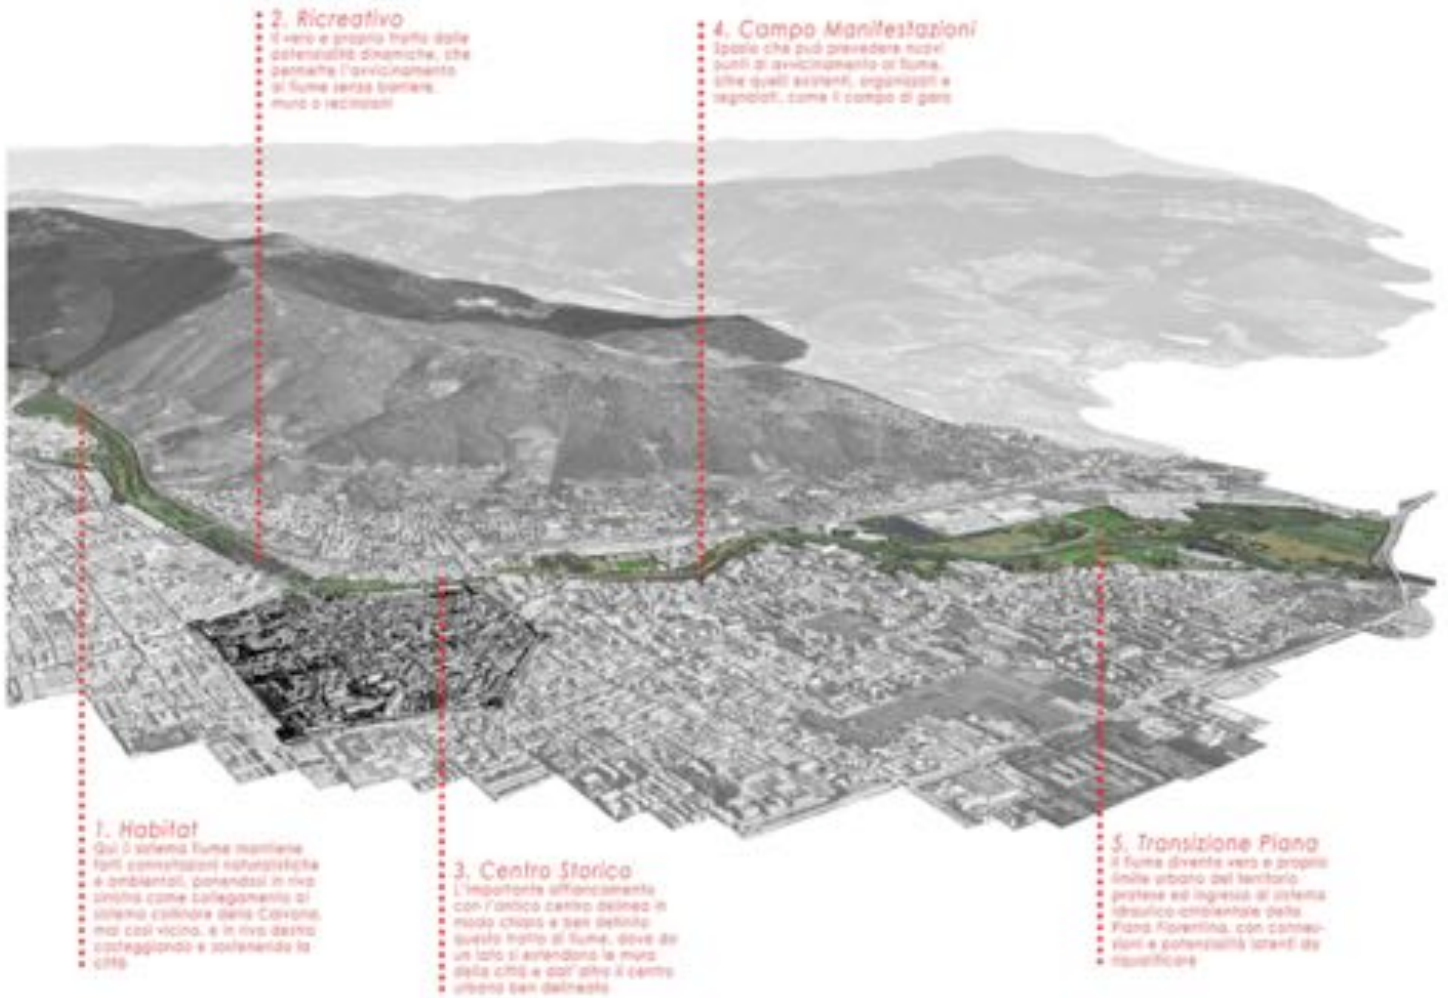 2. Ricreativo
Il vero e proprio tratto dalle
potenzialità dinamiche, che
permette l'avvicinamento
al fiume senza barriere,
mura o recinzioni
4. Campo Manifestazioni
Spazio che può prevedere nuovi
punti di avvicinamento al fiume,
oltre quelli esistenti, organizzati e
segnalati, come il campo di gara
1. Habitat
Qui il sistema fiume mantiene
forti connotazioni naturalistiche
e ambientali, ponendosi in riva
sinistra come collegamento al
sistema collinare della Calvana,
mai così vicina, e in riva destra
costeggiando e sostenendo la
città
3. Centro Storico
L'importante affiancamento
con l'antico centro delinea in
modo chiaro e ben definito
questo tratto di fiume, dove da
un lato si estendono le mura
della città e dall'altro il centro
urbano ben delineato
5. Transizione Piana
Il fiume diventa vero e proprio
limite urbano del territorio
pratese ed ingresso al sistema
idraulico ambientale della
Piana Fiorentina, con connes-
sioni e potenzialità latenti da
riqualificare